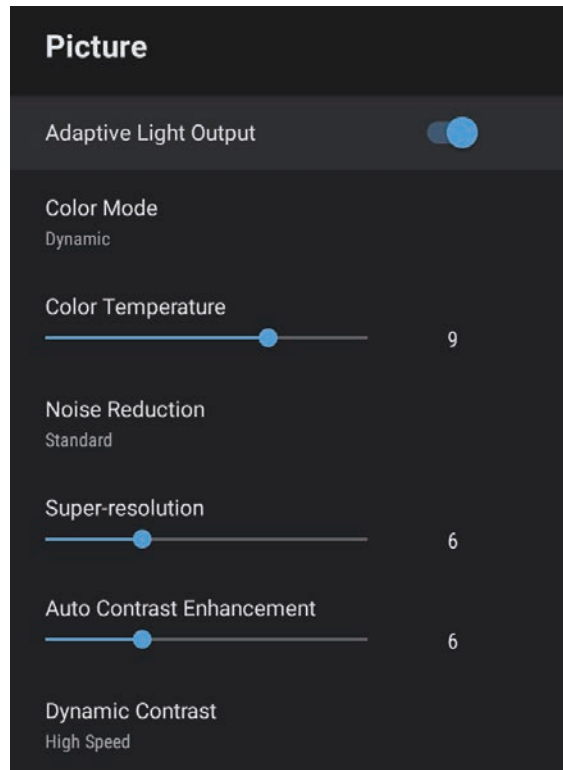 Picture
Adaptive Light Output
Color Mode
Dynamic
Color Temperature
9
Noise Reduction
Standard
Super-resolution
6
Auto Contrast Enhancement
6
Dynamic Contrast
High Speed